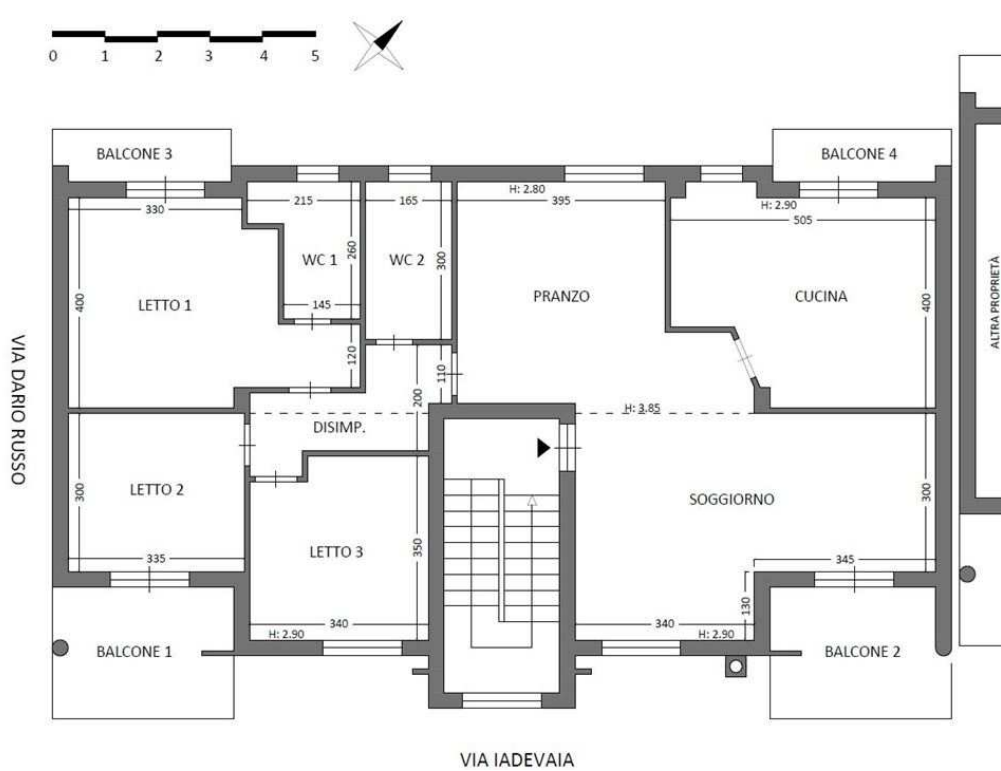 0 1 2 3 4 5
BALCONE 3
BALCONE 4
H: 2.80
H: 2.90
330
215
165
395
505
260
300
WC 1
WC 2
PRANZO
CUCINA
LETTO 1
400
400
145
120
110
200
ALTRA PROPRIETÀ
VIA DARIO RUSSO
H: 3.85
DISIMP.
LETTO 2
300
SOGGIORNO
300
LETTO 3
350
335
345
130
340
H: 2.90
340
H: 2.90
BALCONE 1
BALCONE 2
VIA IADEVAIA